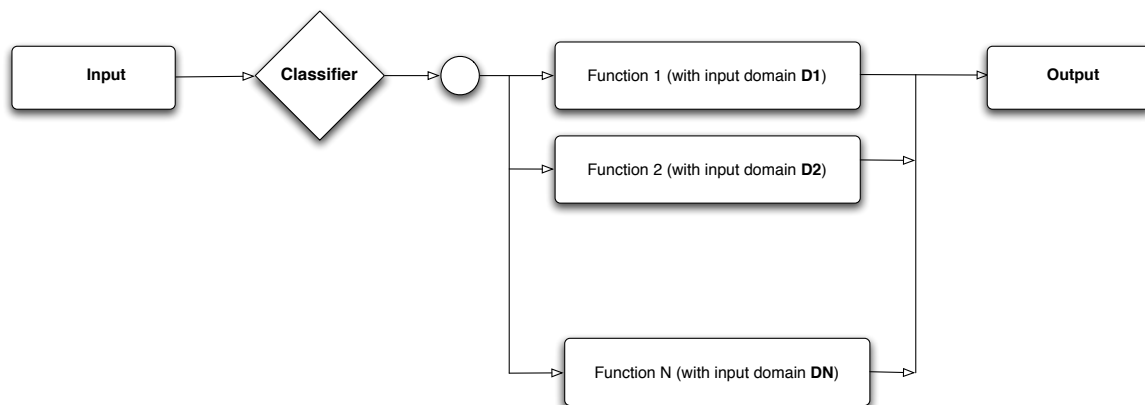 Input
Classifier
Function 1 (with input domain D1)
Output
Function 2 (with input domain D2)
Function N (with input domain DN)